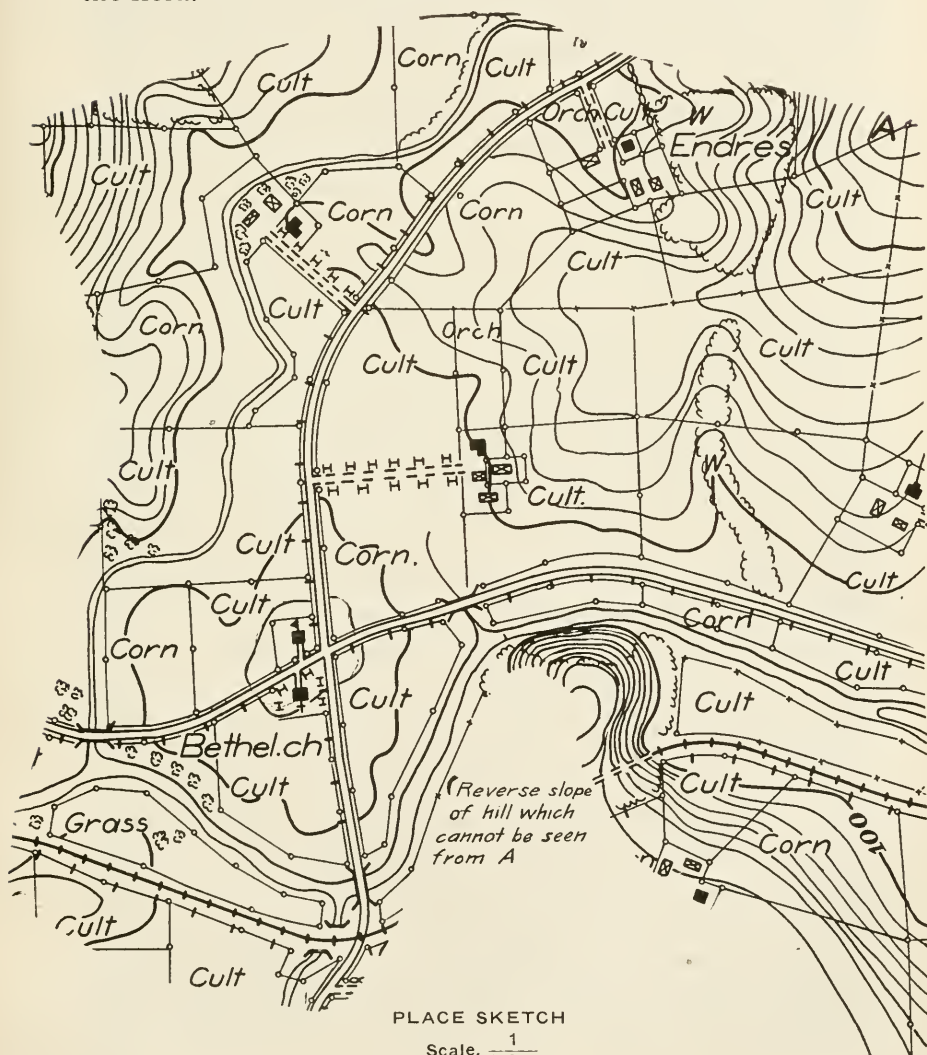 Corn
Cult
Cult
Orch
Cult
W
Endres
A
Cult
Cult
Corn
Corn
Cult
Cult
Corn
Orch
Cult
Cult
Cult
Cult
W
Cult.
Cult
Corn.
Cult
Cult
Corn
Corn
Cult
Cult
Cult
Bethel.ch
Cult
Cult
(Reverse slope
of hill which
cannot be seen
from A
Corn
100
Grass
Cult
Cult
PLACE SKETCH
Scale. 1